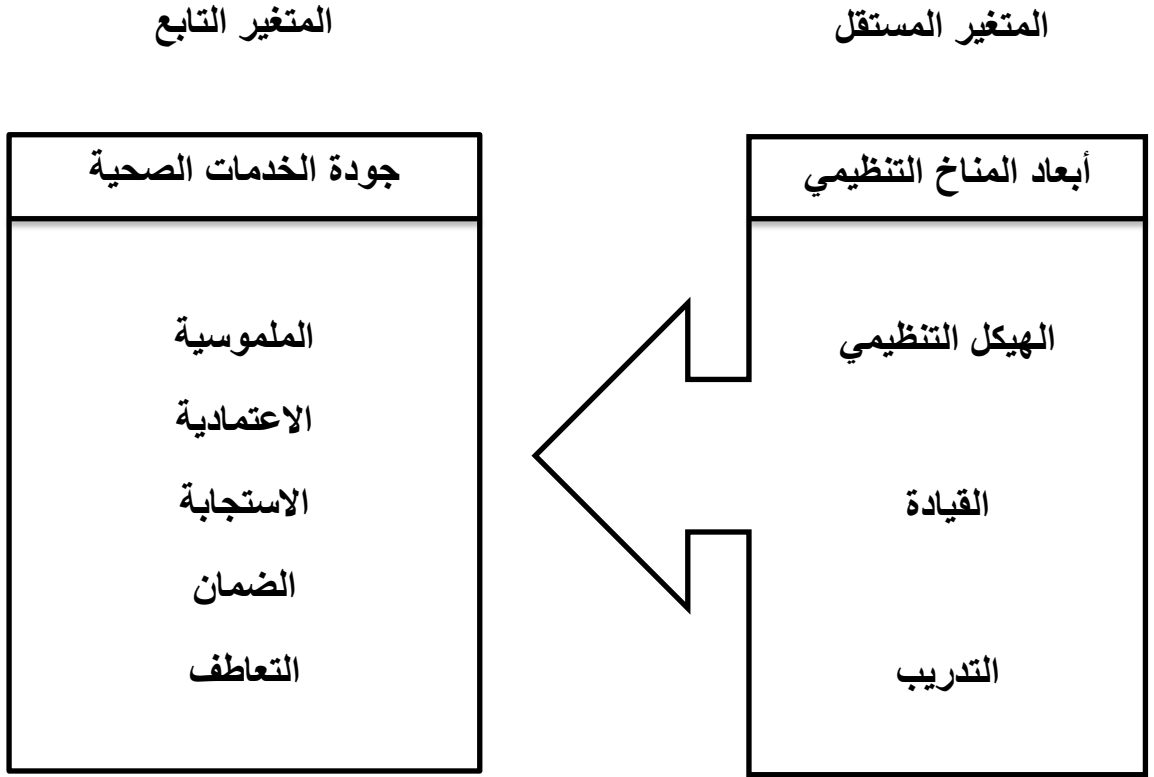 المتغير المستقل
المتغير التابع
أبعاد المناخ التنظيمي
الهيكل التنظيمي
القيادة
التدريب
جودة الخدمات الصحية
الملموسية
الاعتمادية
الاستجابة
الضمان
التعاطف